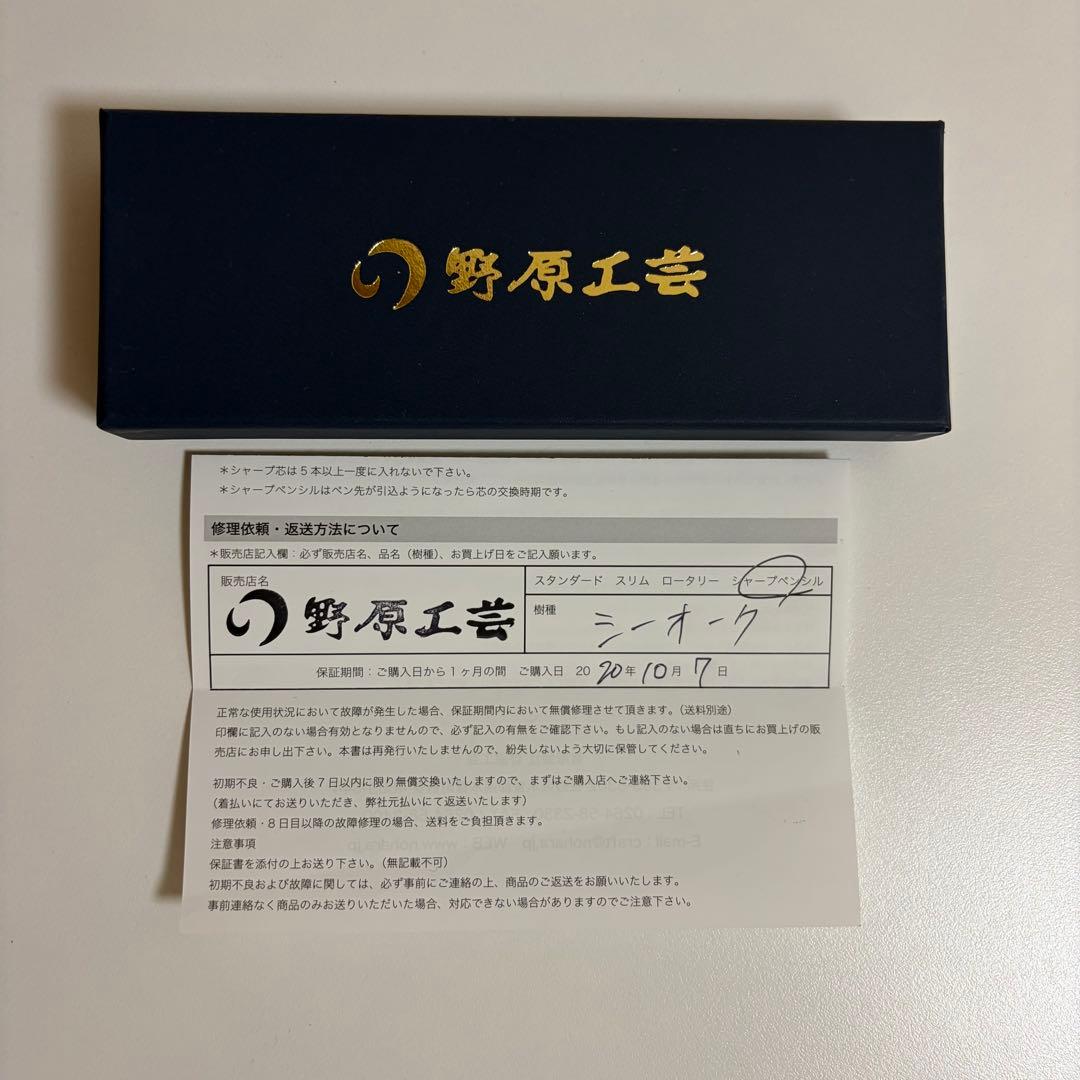 野原工芸
＊シャープ芯は5本以上一度に入れないで下さい。
＊シャープペンシルはペン先が引込ようになったら芯の交換時期です。
修理依頼・返送方法について
＊販売店記入欄：必ず販売店名、品名（樹種）、お買上げ日をご記入願います。
販売店名
野原工芸
スタンダード スリム ロータリー シャープペンシル
樹種
シーオーク
保証期間：ご購入日から1ヶ月の間 ご購入日 2020年10月7日
正常な使用状況において故障が発生した場合、保証期間内において無償修理させて頂きます。（送料別途）
印欄に記入のない場合有効となりませんので、必ず記入の有無をご確認下さい。もし記入のない場合は直ちにお買上げの販
売店にお申し出下さい。本書は再発行いたしませんので、紛失しないよう大切に保管してください。
初期不良・ご購入後7日以内に限り無償交換いたしますので、まずはご購入店へご連絡下さい。
（着払いにてお送りいただき、弊社元払いにて返送いたします）
修理依頼・8日目以降の故障修理の場合、送料をご負担頂きます。
注意事項
保証書を添付の上お送り下さい。（無記載不可）
初期不良および故障に関しては、必ず事前にご連絡の上、商品のご返送をお願いいたします。
事前連絡なく商品のみお送りいただいた場合、対応できない場合がありますのでご注意下さい。